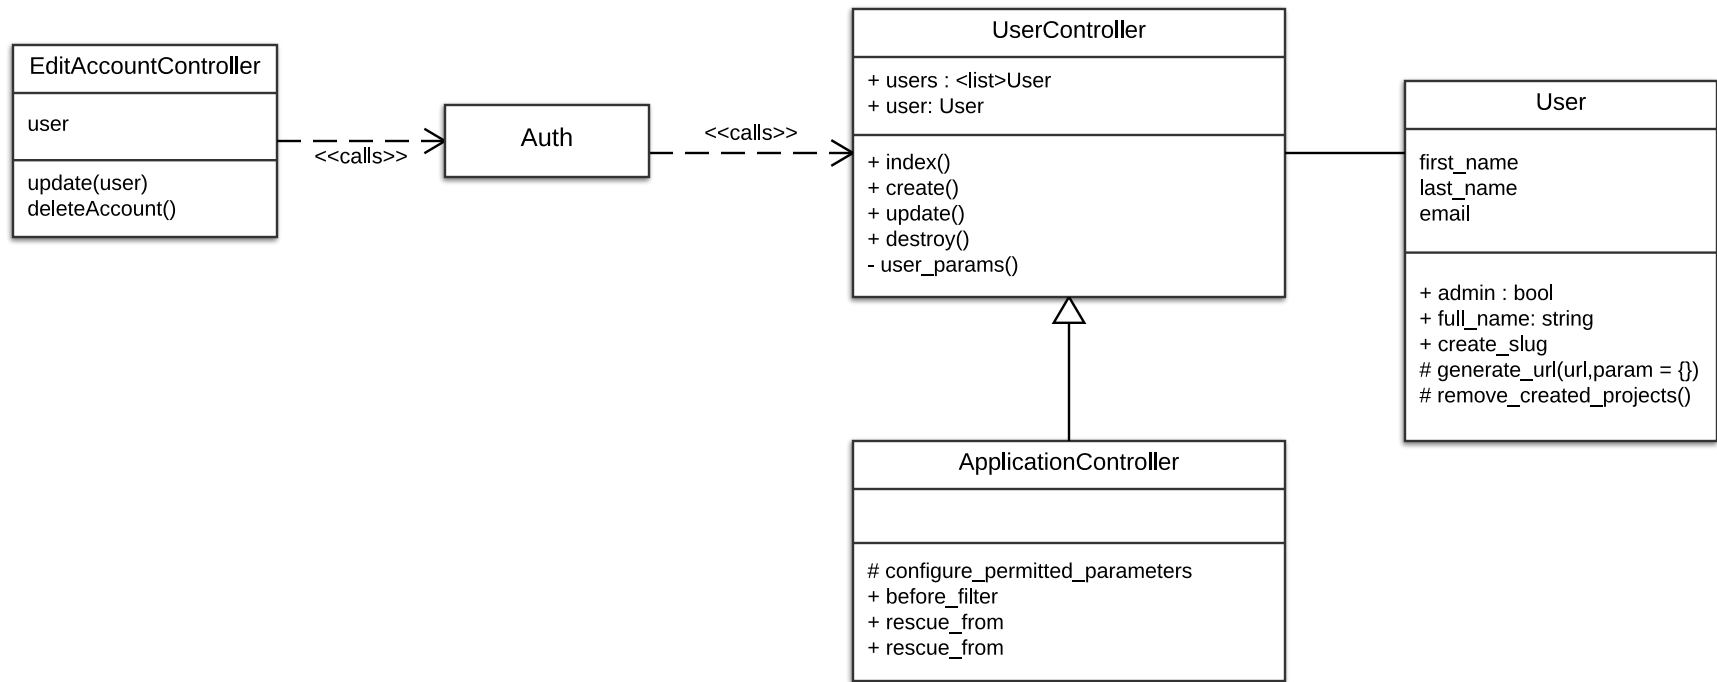 EditAccountController
user
update(user)
deleteAccount()
<<calls>>
Auth
<<calls>>
UserController
+ users : <list>User
+ user: User
+ index()
+ create()
+ update()
+ destroy()
- user_params()
User
first_name
last_name
email
+ admin : bool
+ full_name: string
+ create_slug
# generate_url(url,param = {})
# remove_created_projects()
ApplicationController
# configure_permitted_parameters
+ before_filter
+ rescue_from
+ rescue_from